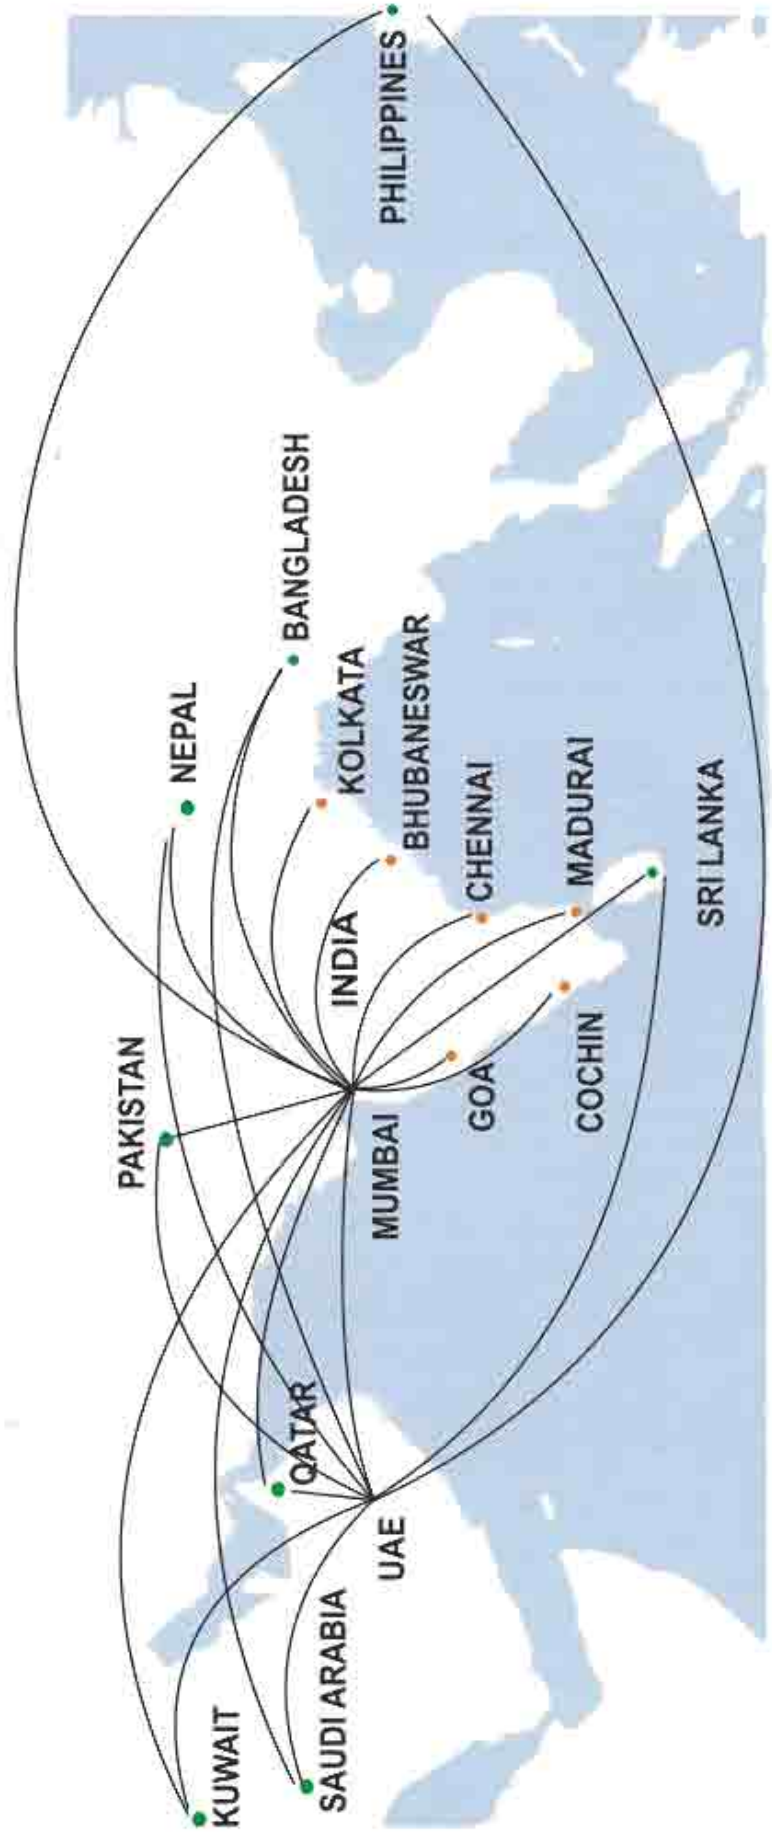 KUWAIT
SAUDI ARABIA
UAE
QATAR
PAKISTAN
MUMBAI
GOA
COCHIN
INDIA
NEPAL
BANGLADESH
KOLKATA
BHUBANESWAR
CHENNAI
MADURAI
SRI LANKA
PHILIPPINES